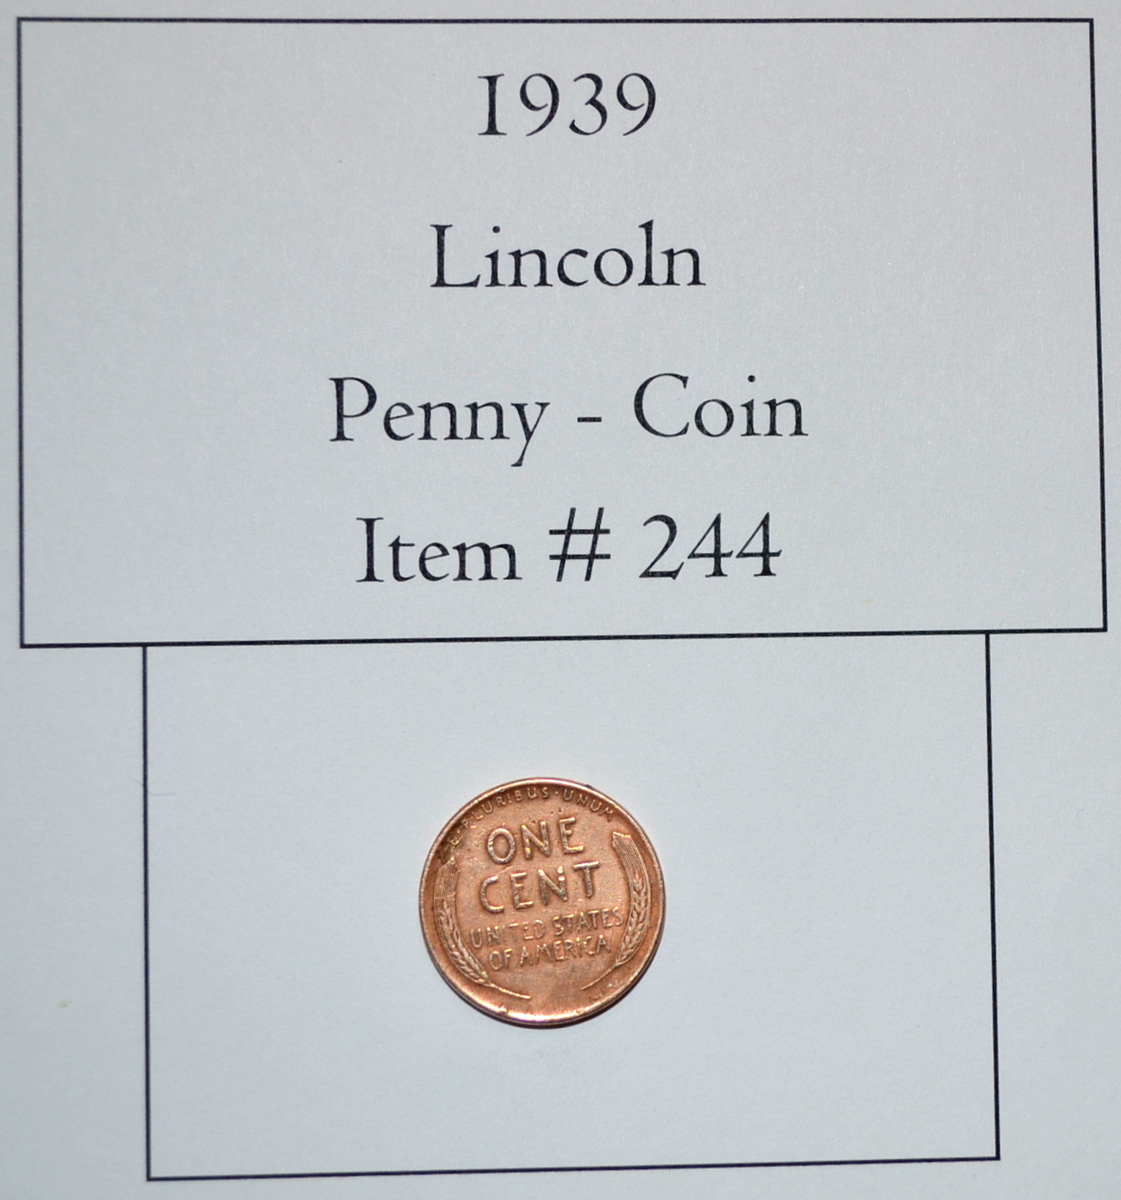 1939
Lincoln
Penny - Coin
Item # 244
E·PLURIBUS·UNUM
ONE
CENT
UNITED STATES
OF AMERICA